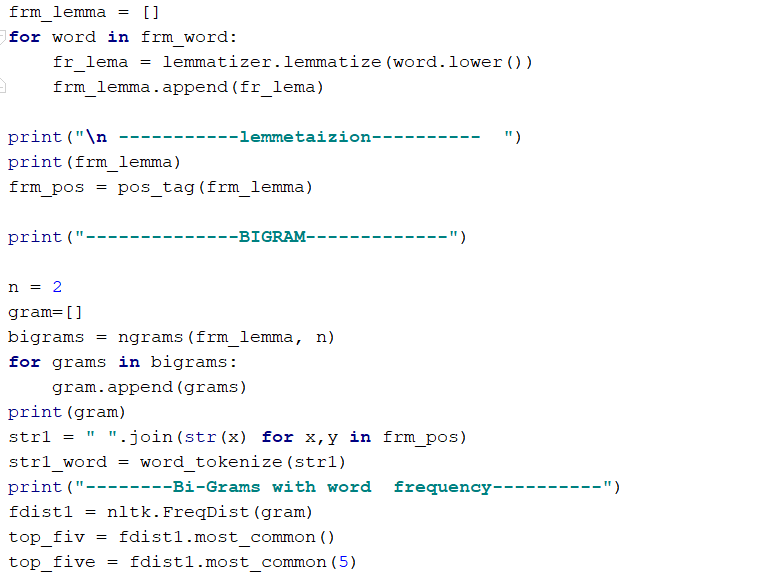 frm_lemma = []
for word in frm_word:
    fr_lema = lemmatizer.lemmatize(word.lower())
    frm_lemma.append(fr_lema)
print("\n -----------lemmetaizion----------  ")
print(frm_lemma)
frm_pos = pos_tag(frm_lemma)
print("--------------BIGRAM-------------")
n = 2
gram=[]
bigrams = ngrams(frm_lemma, n)
for grams in bigrams:
    gram.append(grams)
print(gram)
str1 = " ".join(str(x) for x,y in frm_pos)
str1_word = word_tokenize(str1)
print("--------Bi-Grams with word  frequency----------")
fdist1 = nltk.FreqDist(gram)
top_fiv = fdist1.most_common()
top_five = fdist1.most_common(5)